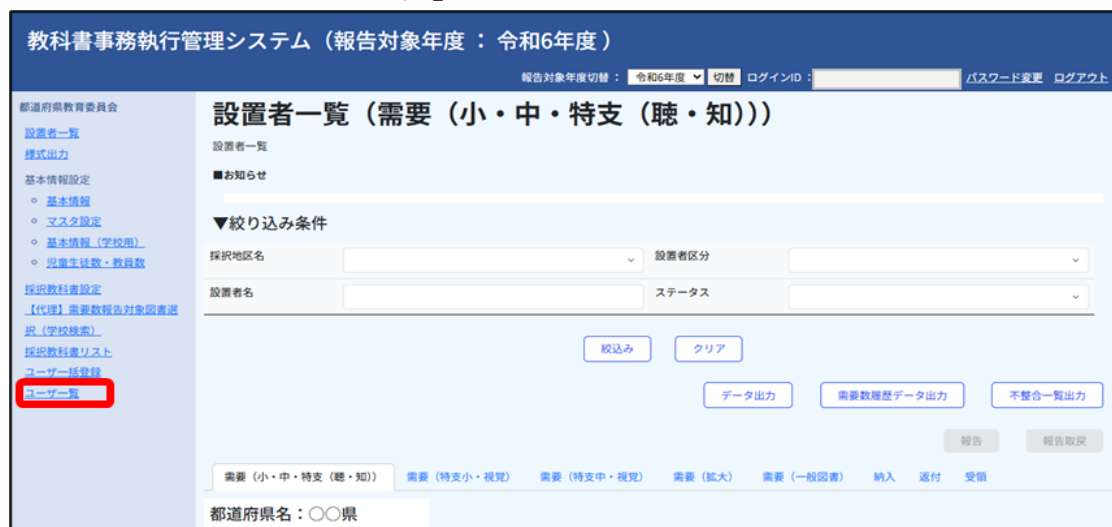 教科書事務執行管理システム（報告対象年度 ： 令和6年度 ）
報告対象年度切替 ： 令和6年度 切替 ログインID ： パスワード変更 ログアウト
都道府県教育委員会
設置者一覧
様式出力
基本情報設定
基本情報
マスタ設定
基本情報（学校用）
児童生徒数・教員数
採択教科書設定
【代理】需要数報告対象図書選
択（学校検索）
採択教科書リスト
ユーザー括登録
ユーザー覧
設置者一覧（需要（小・中・特支（聴・知）））
設置者一覧
■お知らせ
▼絞り込み条件
採択地区名 設置者区分
設置者名 ステータス
絞込み クリア
データ出力 需要数履歴データ出力 不整合一覧出力
報告 報告取戻
需要（小・中・特支（聴・知）） 需要（特支小・視覚） 需要（特支中・視覚） 需要（拡大） 需要（一般図書） 納入 返付 受領
都道府県名：〇〇県